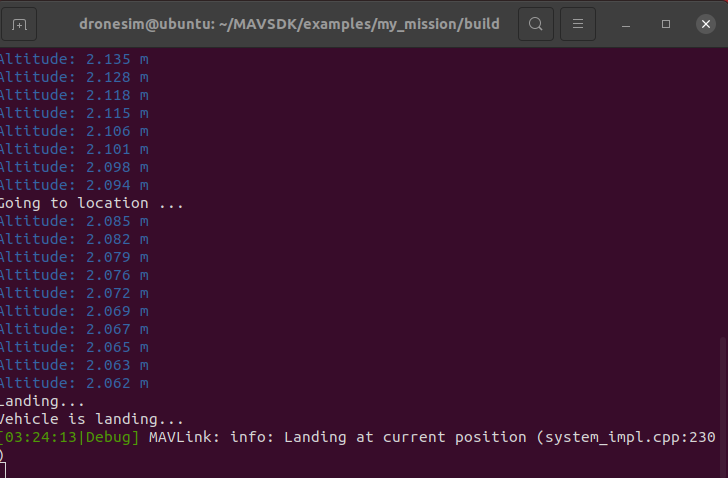 dronesim@ubuntu: ~/MAVSDK/examples/my_mission/build
Altitude: 2.135 m
Altitude: 2.128 m
Altitude: 2.118 m
Altitude: 2.115 m
Altitude: 2.106 m
Altitude: 2.101 m
Altitude: 2.098 m
Altitude: 2.094 m
Going to location ...
Altitude: 2.085 m
Altitude: 2.082 m
Altitude: 2.079 m
Altitude: 2.076 m
Altitude: 2.072 m
Altitude: 2.069 m
Altitude: 2.067 m
Altitude: 2.065 m
Altitude: 2.063 m
Altitude: 2.062 m
Landing...
Vehicle is landing...
[03:24:13|Debug] MAVLink: info: Landing at current position (system_impl.cpp:230
)